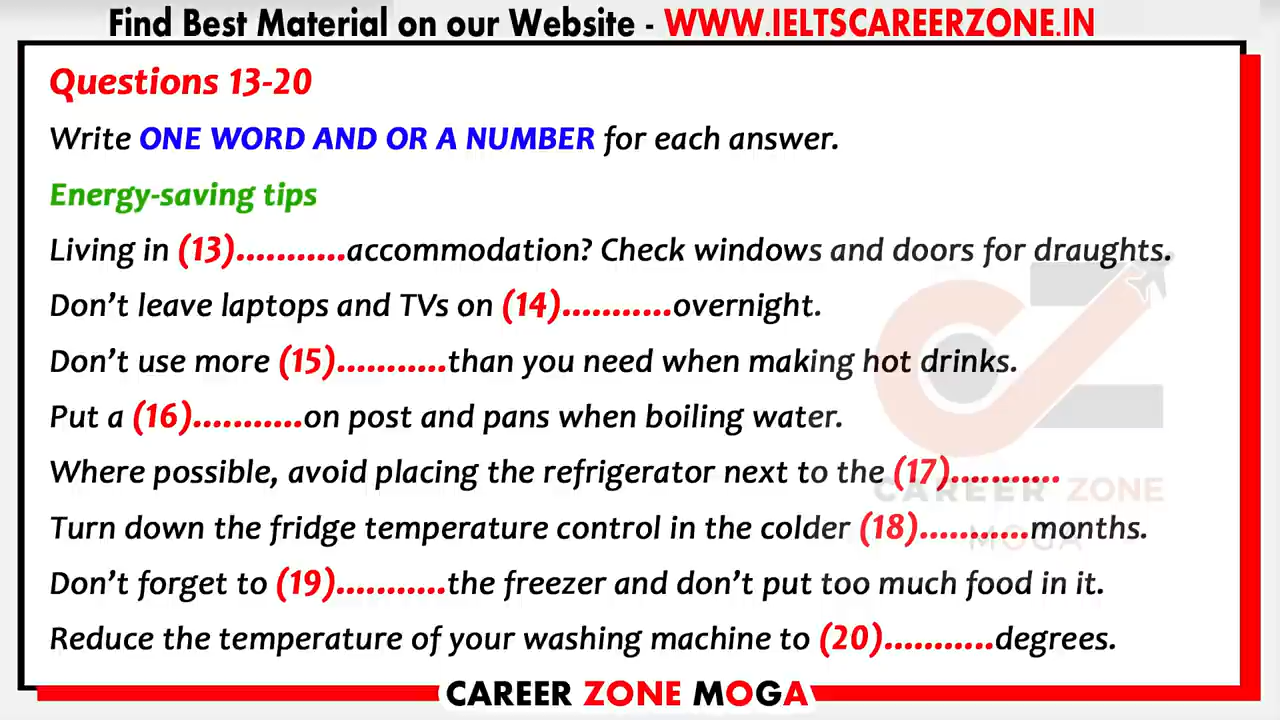 Find Best Material on our Website - WWW.IELTSCAREERZONE.IN
Questions 13-20
Write ONE WORD AND OR A NUMBER for each answer.
Energy-saving tips
Living in (13)...........accommodation? Check windows and doors for draughts.
Don't leave laptops and TVs on (14)...........overnight.
Don't use more (15)...........than you need when making hot drinks.
Put a (16)...........on post and pans when boiling water.
Where possible, avoid placing the refrigerator next to the (17)...........
CAREER ZONE
Turn down the fridge temperature control in the colder (18)...........months.
MOGA
Don't forget to (19)...........the freezer and don't put too much food in it.
Reduce the temperature of your washing machine to (20)...........degrees.
CAREER ZONE MOGA